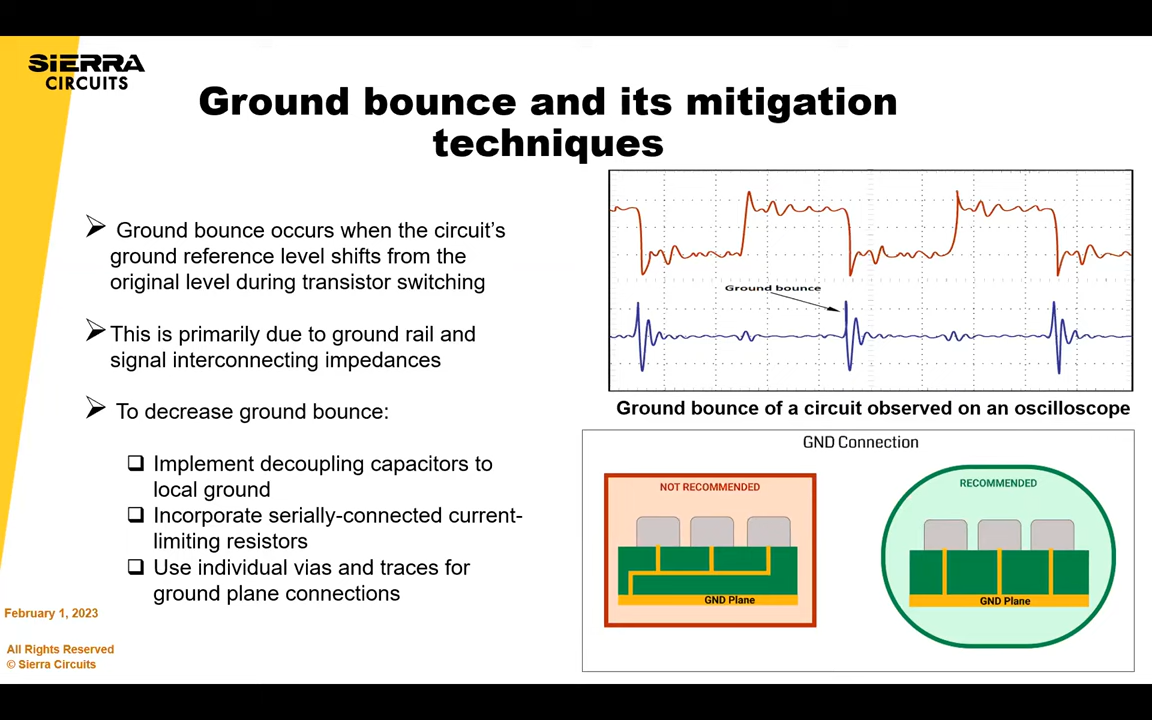 SIERRA
CIRCUITS
Ground bounce and its mitigation
techniques
Ground bounce occurs when the circuit’s
ground reference level shifts from the
original level during transistor switching
This is primarily due to ground rail and
signal interconnecting impedances
To decrease ground bounce:
Implement decoupling capacitors to
local ground
Incorporate serially-connected current-
limiting resistors
Use individual vias and traces for
ground plane connections
February 1, 2023
All Rights Reserved
© Sierra Circuits
Ground bounce
Ground bounce of a circuit observed on an oscilloscope
GND Connection
NOT RECOMMENDED
GND Plane
RECOMMENDED
GND Plane